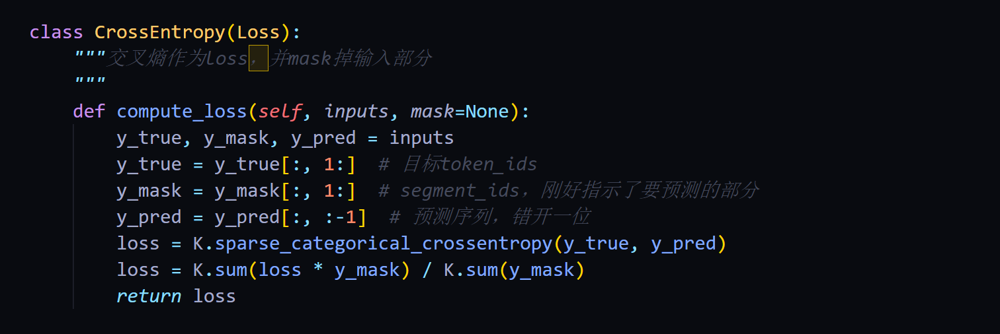 class CrossEntropy(Loss):
    """交叉熵作为loss，并mask掉输入部分
    """
    def compute_loss(self, inputs, mask=None):
        y_true, y_mask, y_pred = inputs
        y_true = y_true[:, 1:]  # 目标token_ids
        y_mask = y_mask[:, 1:]  # segment_ids，刚好指示了要预测的部分
        y_pred = y_pred[:, :-1]  # 预测序列，错开一位
        loss = K.sparse_categorical_crossentropy(y_true, y_pred)
        loss = K.sum(loss * y_mask) / K.sum(y_mask)
        return loss